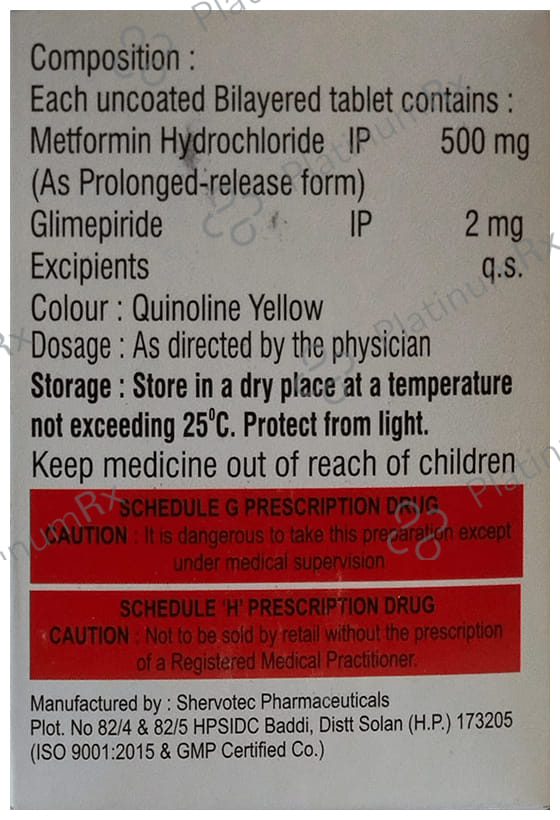 Composition :
Each uncoated Bilayered tablet contains :
Metformin Hydrochloride IP 500 mg
(As Prolonged-release form)
Glimepiride IP 2 mg
Excipients q.s.
Colour : Quinoline Yellow
Dosage : As directed by the physician
Storage : Store in a dry place at a temperature
not exceeding 25⁰C. Protect from light.
Keep medicine out of reach of children
SCHEDULE G PRESCRIPTION DRUG
CAUTION : It is dangerous to take this preparation except
under medical supervision
SCHEDULE 'H' PRESCRIPTION DRUG
CAUTION : Not to be sold by retail without the prescription
of a Registered Medical Practitioner.
Manufactured by : Shervotec Pharmaceuticals
Plot. No 82/4 & 82/5 HPSIDC Baddi, Distt Solan (H.P.) 173205
(ISO 9001:2015 & GMP Certified Co.)
PlatinumRx
PlatinumRx